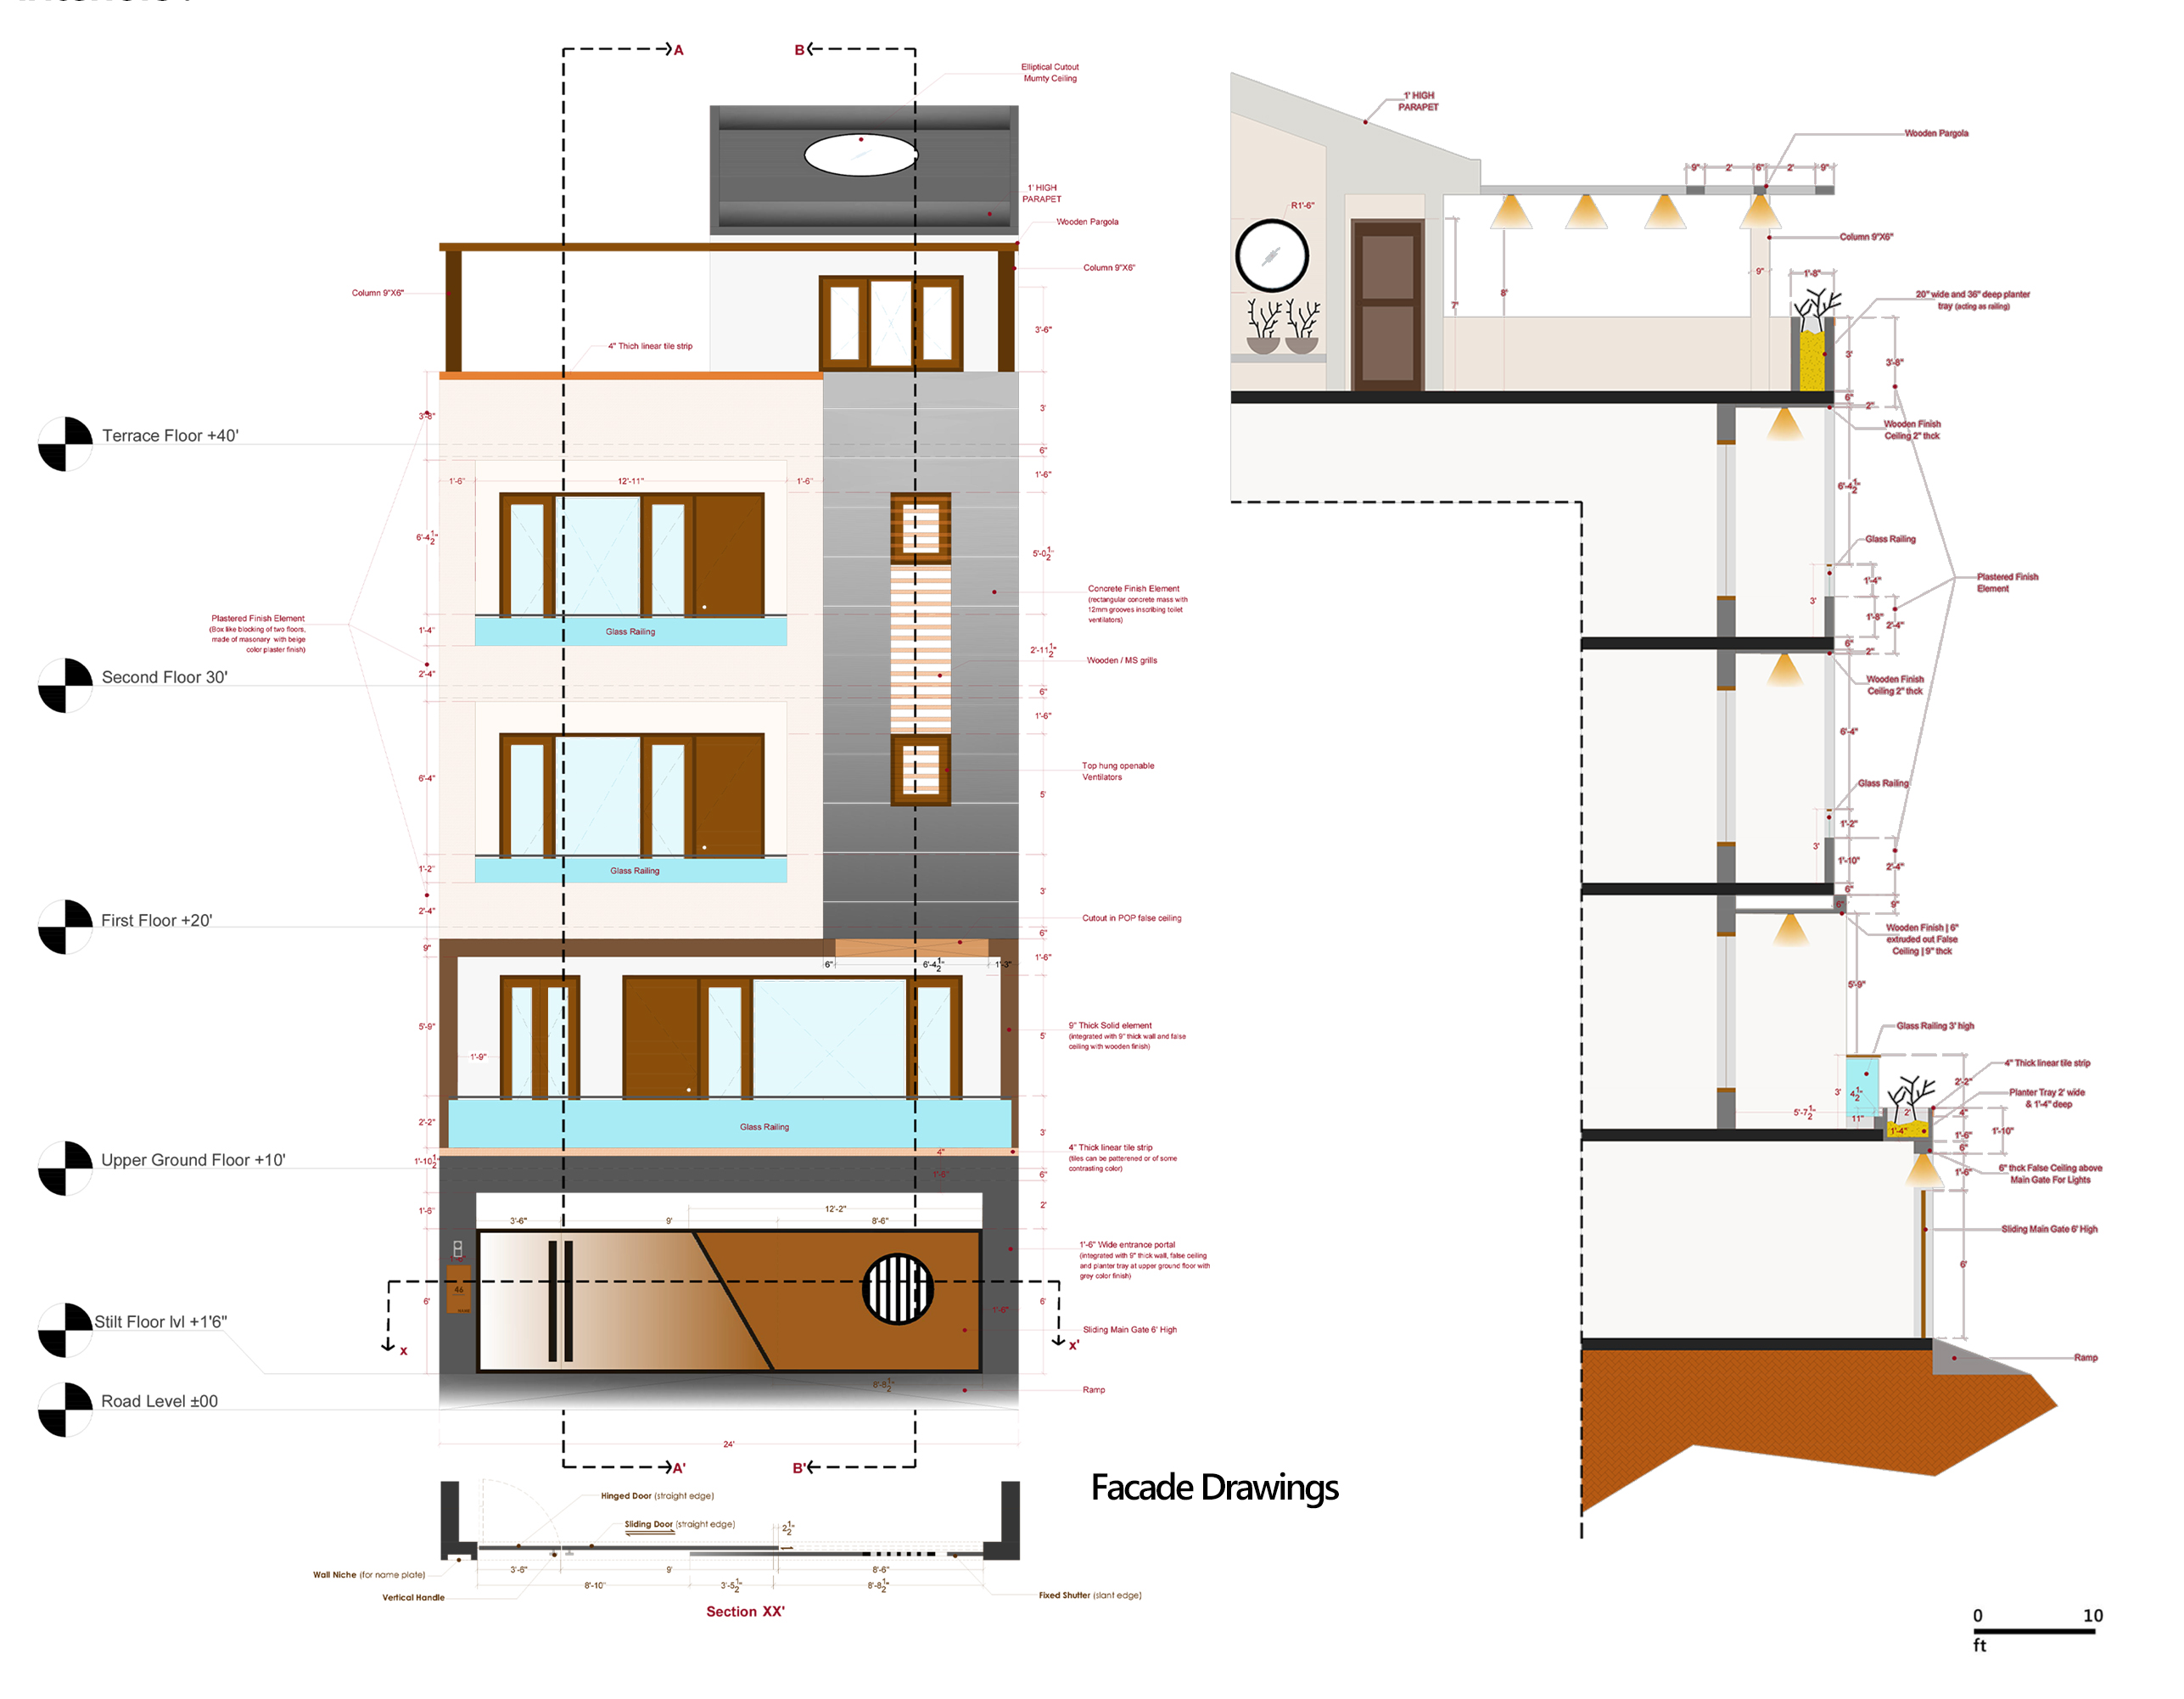 A
B
Elliptical Cutout
Mumty Ceiling
1' HIGH
PARAPET
Wooden Pargola
Column 9"X6"
Column 9"X6"
3'-6"
4" Thich linear tile strip
3'-8"
3'
Terrace Floor +40'
6"
1'-6"
1'-6"
12'-11"
1'-6"
6'-4 1/2"
5'-0 1/2"
Concrete Finish Element
(rectangular concrete mass with
12mm grooves inscribing toilet
ventilators)
Plastered Finish Element
(Box like blocking of two floors,
made of masonary with beige
color plaster finish)
1'-4"
Glass Railing
2'-11 1/2"
Wooden / MS grills
2'-4"
Second Floor 30'
6"
1'-6"
Top hung openable
Ventilators
6'-4"
5'
1'-2"
Glass Railing
3'
2'-4"
First Floor +20'
Cutout in POP false ceiling
6"
9"
1'-6"
6"
6'-4 1/2"
1'-3"
5'-9"
9" Thick Solid element
(integrated with 9" thick wall and false
ceiling with wooden finish)
5'
1'-9"
2'-2"
Glass Railing
3'
4" Thick linear tile strip
(tiles can be patterened or of some
contrasting color)
4"
Upper Ground Floor +10'
1'-10 1/2"
1'-6"
6"
1'-6"
2'
12'-2"
3'-6"
9'
8'-6"
1'-6" Wide entrance portal
(integrated with 9" thick wall, false ceiling
and planter tray at upper ground floor with
grey color finish)
46
6'
1'-6"
6'
Stilt Floor lvl +1'6"
Sliding Main Gate 6' High
x
x'
8'-8 1/2"
Ramp
Road Level ±00
24'
A'
B'
Hinged Door (straight edge)
Sliding Door (straight edge)
2 1/2"
Wall Niche (for name plate)
3'-6"
9'
8'-6"
8'-10"
3'-5 1/2"
8'-8 1/2"
Vertical Handle
Fixed Shutter (slant edge)
Section XX'
Facade Drawings
1' HIGH
PARAPET
Wooden Pargola
9"
2'
6"
2'
9"
R1'-6"
Column 9"X6"
9"
1'-8"
7'
8'
20" wide and 36" deep planter
tray (acting as railing)
3'
3'-8"
6"
2"
Wooden Finish
Ceiling 2" thck
6'-4 1/2"
Glass Railing
1'-4"
Plastered Finish
Element
3'
1'-8"
2'-4"
6"
2"
Wooden Finish
Ceiling 2" thck
6'-4"
Glass Railing
1'-2"
3'
1'-10"
2'-4"
6"
6"
9"
Wooden Finish | 6"
extruded out False
Ceiling | 9" thck
5'-9"
Glass Railing 3' high
4" Thick linear tile strip
2'-2"
3'
4 1/2"
Planter Tray 2' wide
& 1'-4" deep
5'-7 1/2"
11"
2'
4"
1'-4"
1'-6"
1'-10"
6"
6" thck False Ceiling above
Main Gate For Lights
1'-6"
Sliding Main Gate 6' High
6'
Ramp
0
10
ft